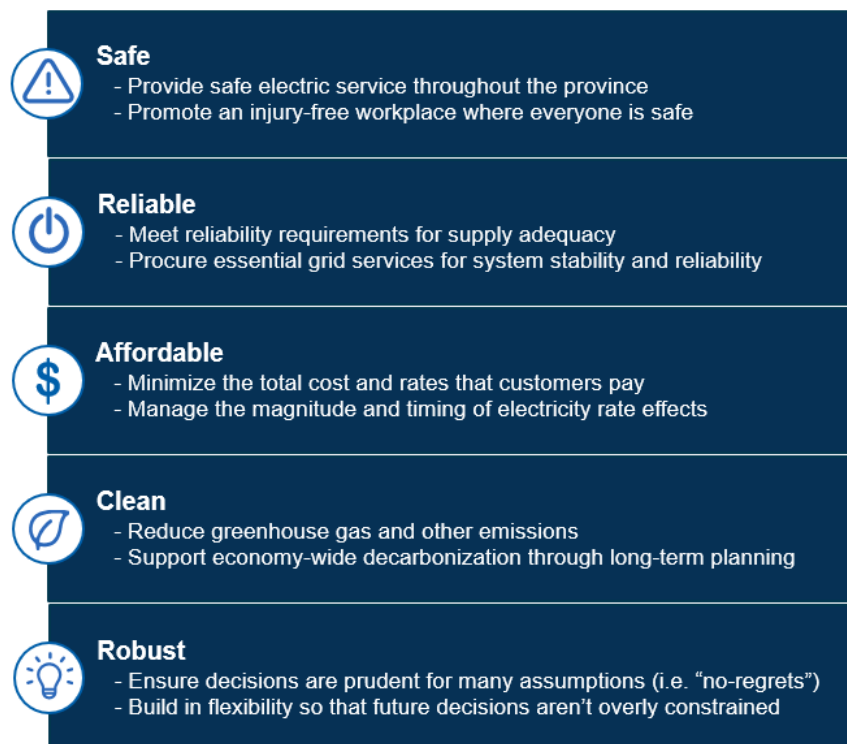 Safe
- Provide safe electric service throughout the province
- Promote an injury-free workplace where everyone is safe
Reliable
- Meet reliability requirements for supply adequacy
- Procure essential grid services for system stability and reliability
$
Affordable
- Minimize the total cost and rates that customers pay
- Manage the magnitude and timing of electricity rate effects
Clean
- Reduce greenhouse gas and other emissions
- Support economy-wide decarbonization through long-term planning
Robust
- Ensure decisions are prudent for many assumptions (i.e. “no-regrets”)
- Build in flexibility so that future decisions aren’t overly constrained